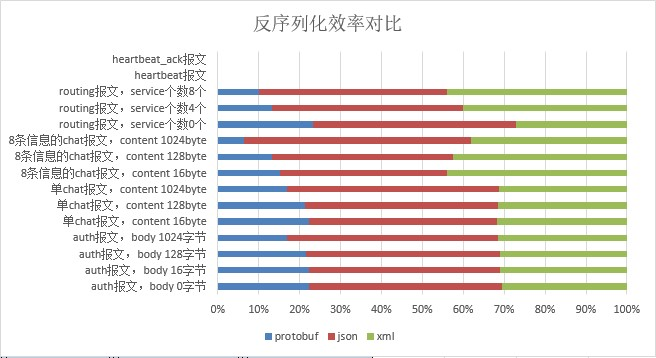 反序列化效率对比
heartbeat_ack报文
heartbeat报文
routing报文，service个数8个
routing报文，service个数4个
routing报文，service个数0个
8条信息的chat报文，content 1024byte
8条信息的chat报文，content 128byte
8条信息的chat报文，content 16byte
单chat报文，content 1024byte
单chat报文，content 128byte
单chat报文，content 16byte
auth报文，body 1024字节
auth报文，body 128字节
auth报文，body 16字节
auth报文，body 0字节
0% 10% 20% 30% 40% 50% 60% 70% 80% 90% 100%
protobuf json xml